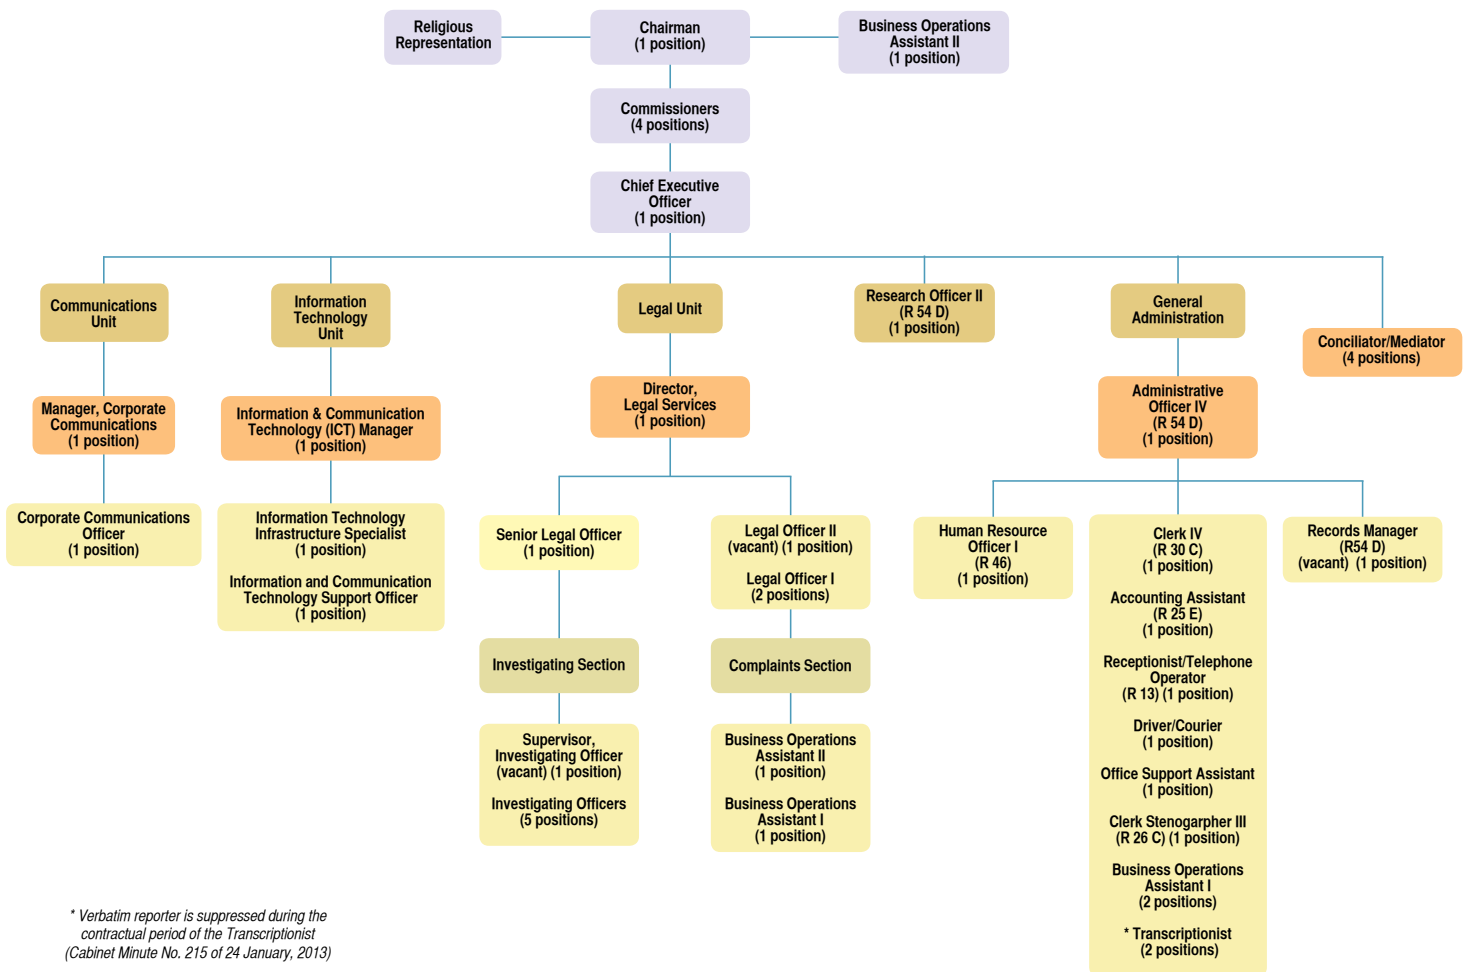 Religious
Representation
Chairman
(1 position)
Business Operations
Assistant II
(1 position)
Commissioners
(4 positions)
Chief Executive
Officer
(1 position)
Communications
Unit
Information
Technology
Unit
Legal Unit
Research Officer II
(R 54 D)
(1 position)
General
Administration
Conciliator/Mediator
(4 positions)
Manager, Corporate
Communications
(1 position)
Information & Communication
Technology (ICT) Manager
(1 position)
Director,
Legal Services
(1 position)
Administrative
Officer IV
(R 54 D)
(1 position)
Corporate Communications
Officer
(1 position)
Information Technology
Infrastructure Specialist
(1 position)
Information and Communication
Technology Support Officer
(1 position)
Senior Legal Officer
(1 position)
Legal Officer II
(vacant) (1 position)
Legal Officer I
(2 positions)
Human Resource
Officer I
(R 46)
(1 position)
Clerk IV
(R 30 C)
(1 position)
Accounting Assistant
(R 25 E)
(1 position)
Receptionist/Telephone
Operator
(R 13) (1 position)
Driver/Courier
(1 position)
Office Support Assistant
(1 position)
Clerk Stenogarpher III
(R 26 C) (1 position)
Business Operations
Assistant I
(2 positions)
* Transcriptionist
(2 positions)
Records Manager
(R54 D)
(vacant) (1 position)
Investigating Section
Complaints Section
Supervisor,
Investigating Officer
(vacant) (1 position)
Investigating Officers
(5 positions)
Business Operations
Assistant II
(1 position)
Business Operations
Assistant I
(1 position)
* Verbatim reporter is suppressed during the
contractual period of the Transcriptionist
(Cabinet Minute No. 215 of 24 January, 2013)